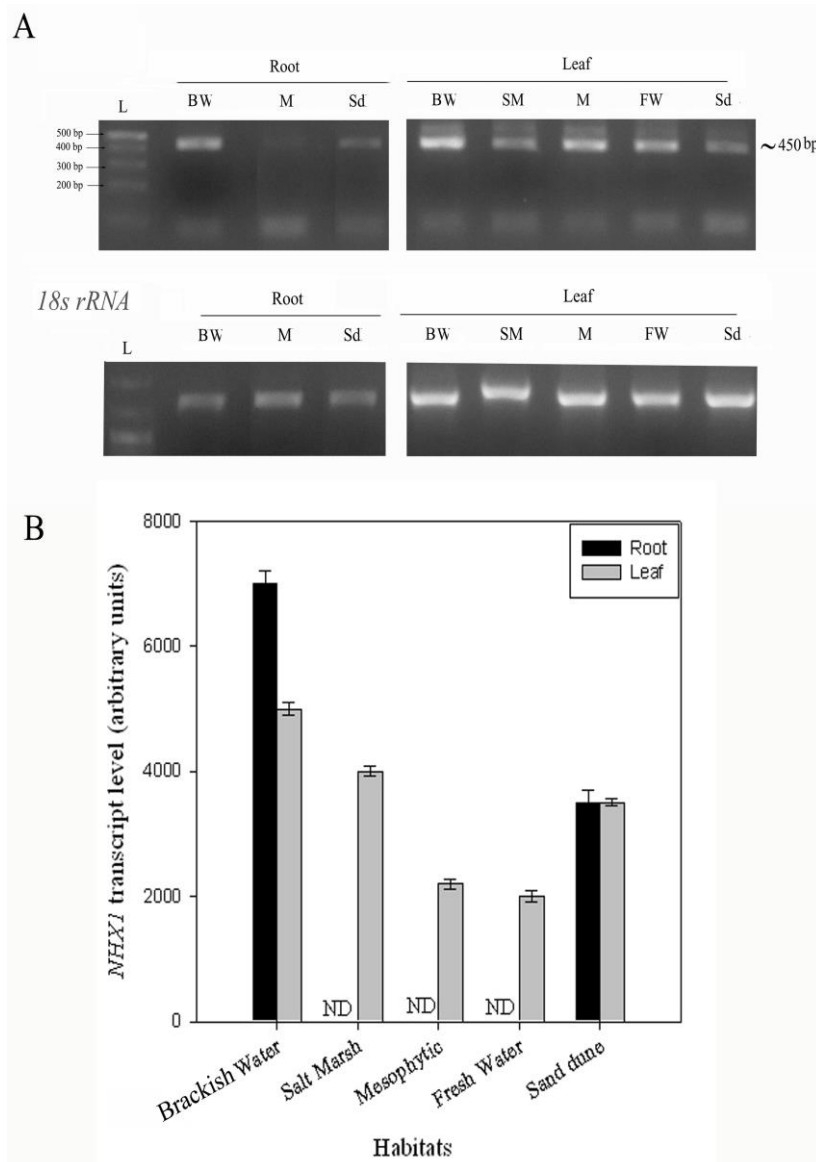 A
Root
Leaf
L
BW
M
Sd
BW
SM
M
FW
Sd
500 bp
400 bp
300 bp
200 bp
~450 bp
18s rRNA
Root
Leaf
L
BW
M
Sd
BW
SM
M
FW
Sd
B
NHX1 transcript level (arbitrary units)
8000
6000
4000
2000
0
Root
Leaf
ND
ND
ND
Brackish Water
Salt Marsh
Mesophytic
Fresh Water
Sand dune
Habitats